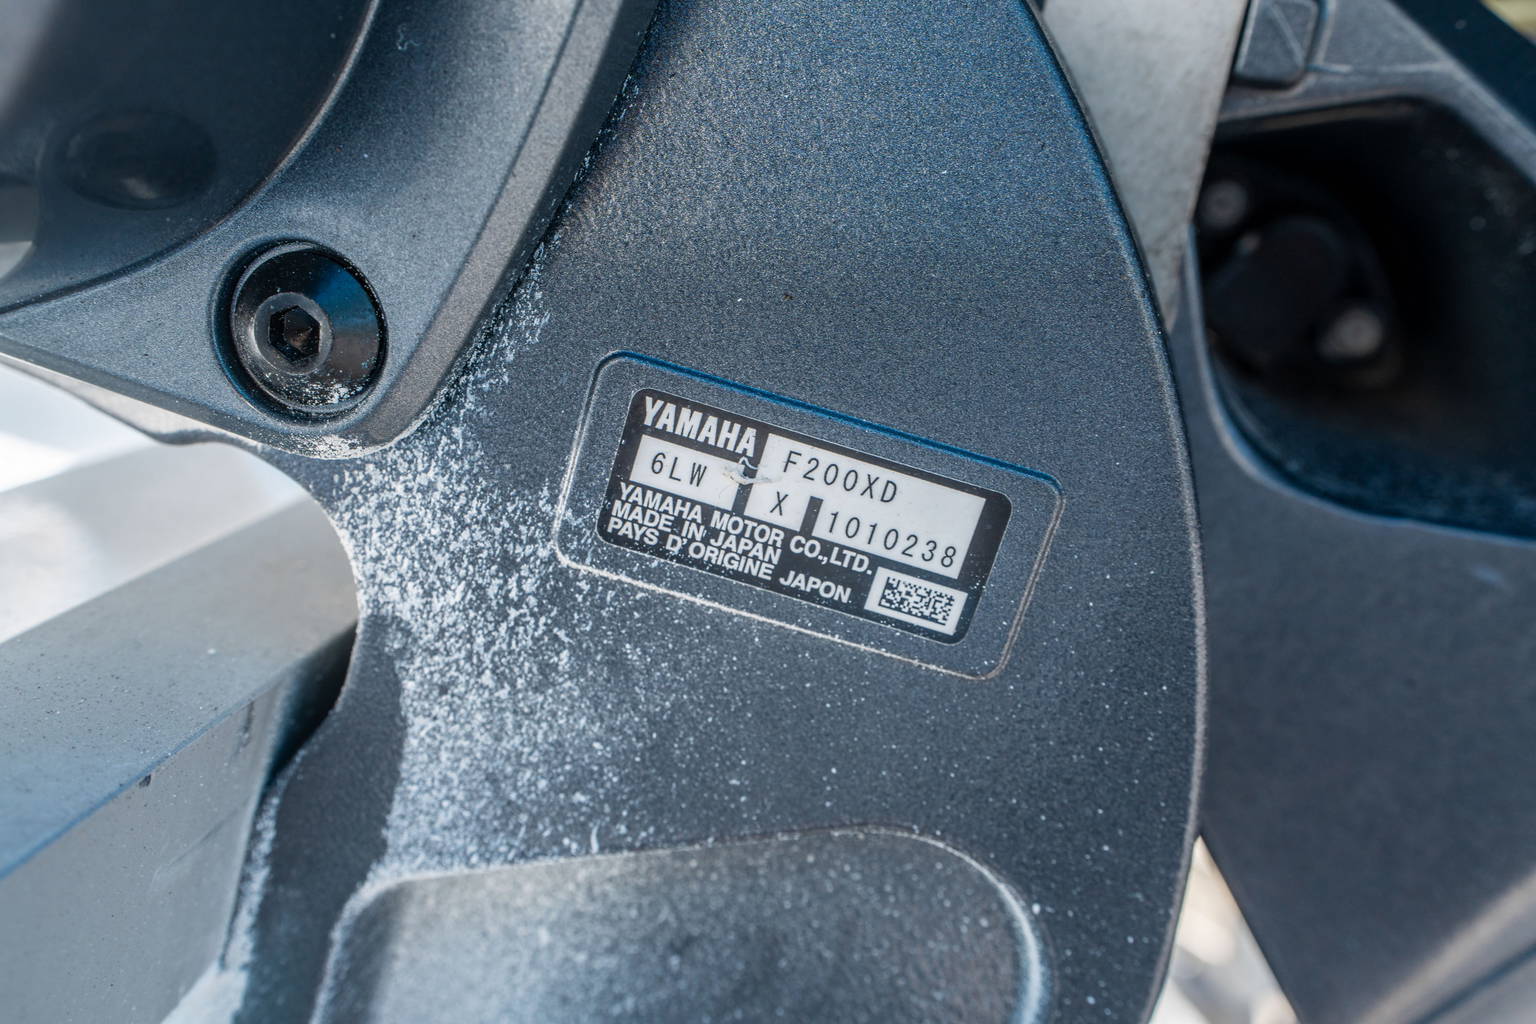 YAMAHA
F200XD
6LW X 1010238
YAMAHA MOTOR CO.,LTD.
MADE IN JAPAN
PAYS D'ORIGINE JAPON